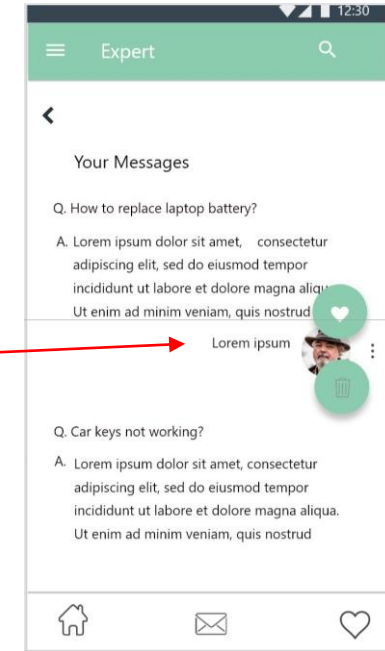 12:30
Expert
Your Messages
Q. How to replace laptop battery?
A. Lorem ipsum dolor sit amet, consectetur
adipiscing elit, sed do eiusmod tempor
incididunt ut labore et dolore magna
Ut enim ad minim veniam, quis nostrud
Lorem ipsum
Q. Car keys not working?
A. Lorem ipsum dolor sit amet, consectetur
adipiscing elit, sed do eiusmod tempor
incididunt ut labore et dolore magna aliqua.
Ut enim ad minim veniam, quis nostrud